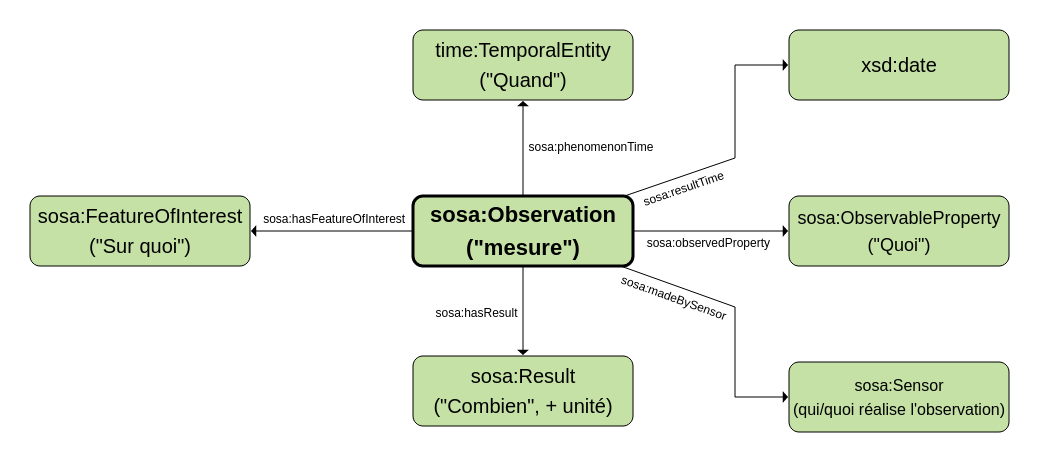 time:TemporalEntity
("Quand")
xsd:date
sosa:phenomenonTime
sosa:resultTime
sosa:FeatureOfInterest
("Sur quoi")
sosa:hasFeatureOfInterest
sosa:Observation
("mesure")
sosa:observedProperty
sosa:ObservableProperty
("Quoi")
sosa:madeBySensor
sosa:hasResult
sosa:Result
("Combien", + unité)
sosa:Sensor
(qui/quoi réalise l'observation)